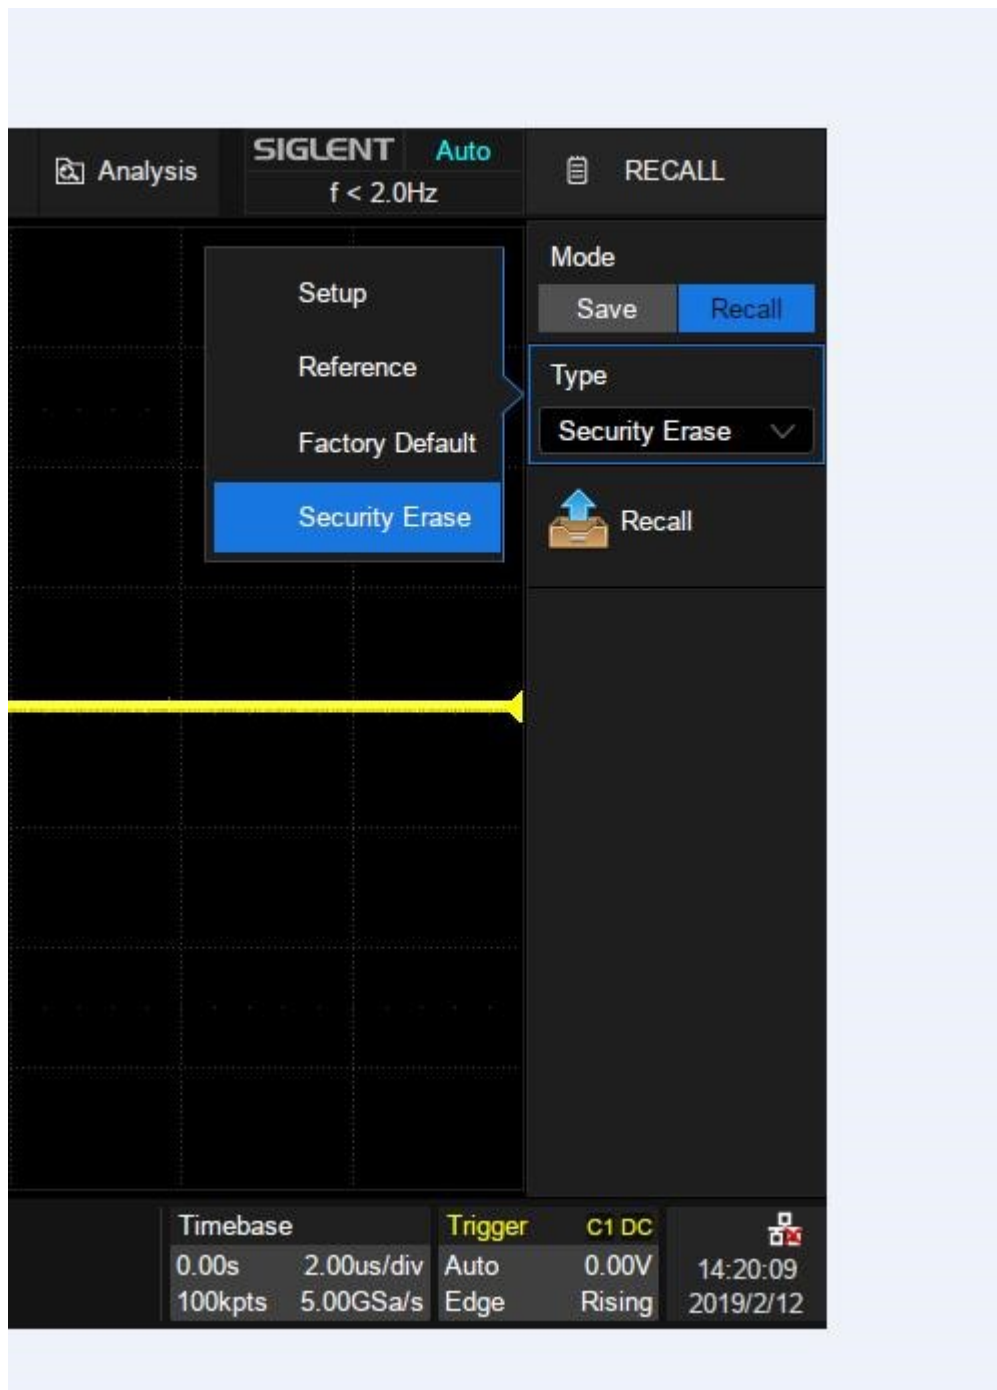 Analysis
SIGLENT Auto
f < 2.0Hz
RECALL
Setup
Reference
Factory Default
Security Erase
Mode
Save Recall
Type
Security Erase
Recall
Timebase
0.00s 2.00us/div
100kpts 5.00GSa/s
Trigger C1 DC
Auto 0.00V
Edge Rising
14:20:09
2019/2/12